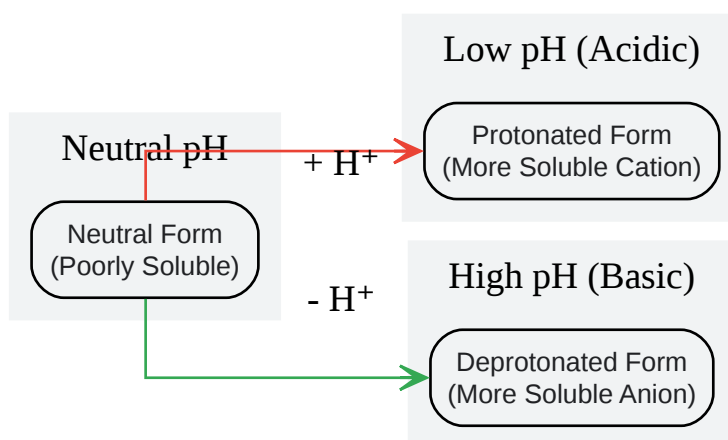 Low pH (Acidic)
Protonated Form
(More Soluble Cation)
Neutral pH
+ H⁺
Neutral Form
(Poorly Soluble)
High pH (Basic)
- H⁺
Deprotonated Form
(More Soluble Anion)